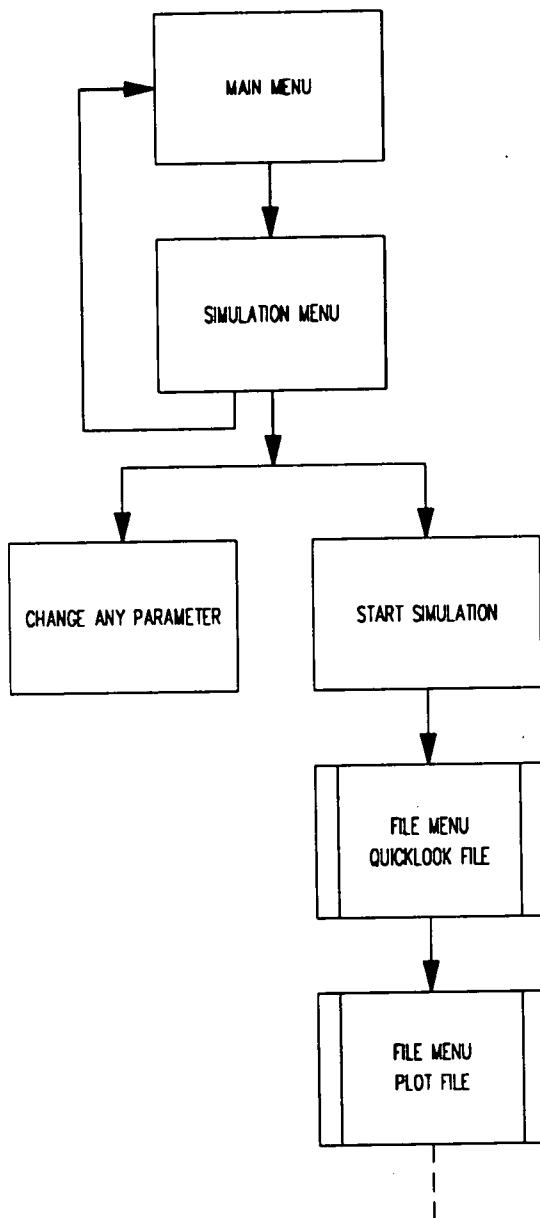 MAIN MENU
SIMULATION MENU
CHANGE ANY PARAMETER
START SIMULATION
FILE MENU
QUICKLOOK FILE
FILE MENU
PLOT FILE